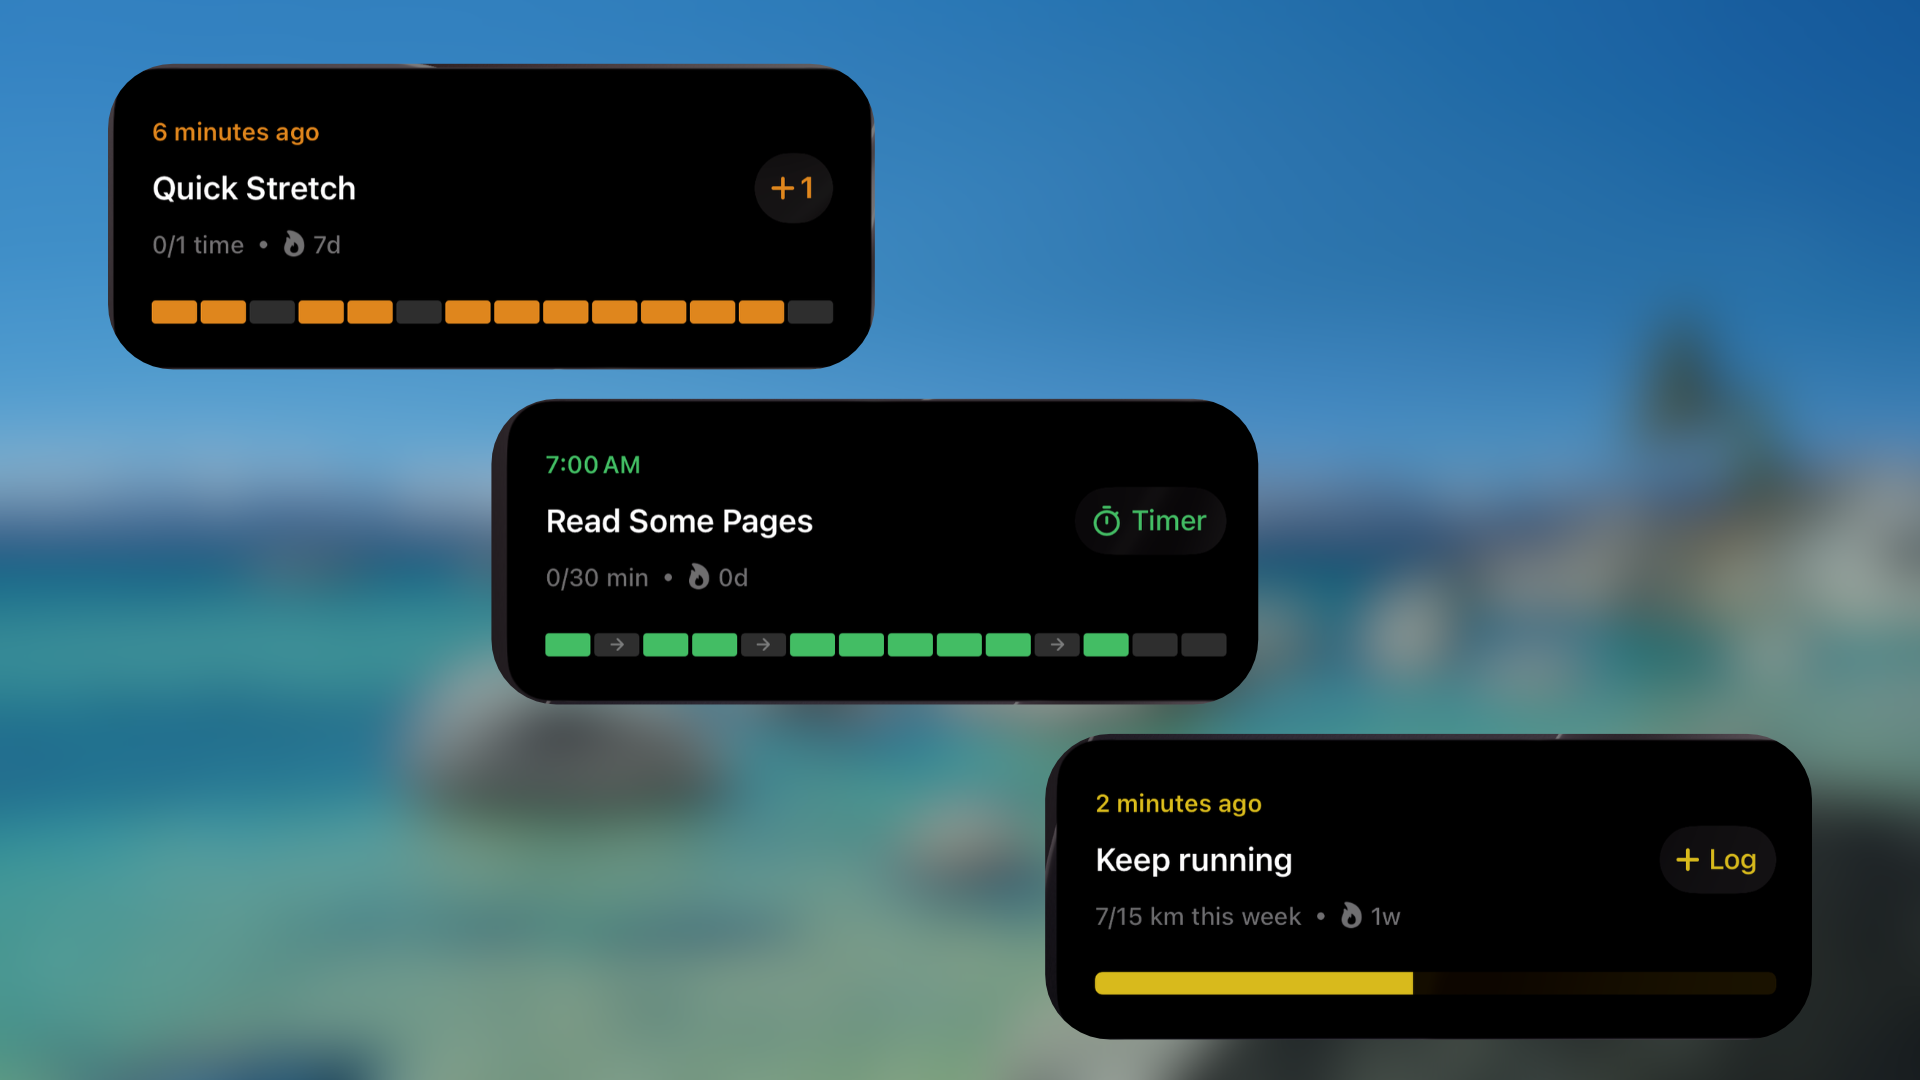 6 minutes ago
Quick Stretch
+1
0/1 time • 7d
7:00 AM
Read Some Pages
Timer
0/30 min • 0d
→ → →
2 minutes ago
Keep running
+ Log
7/15 km this week • 1w